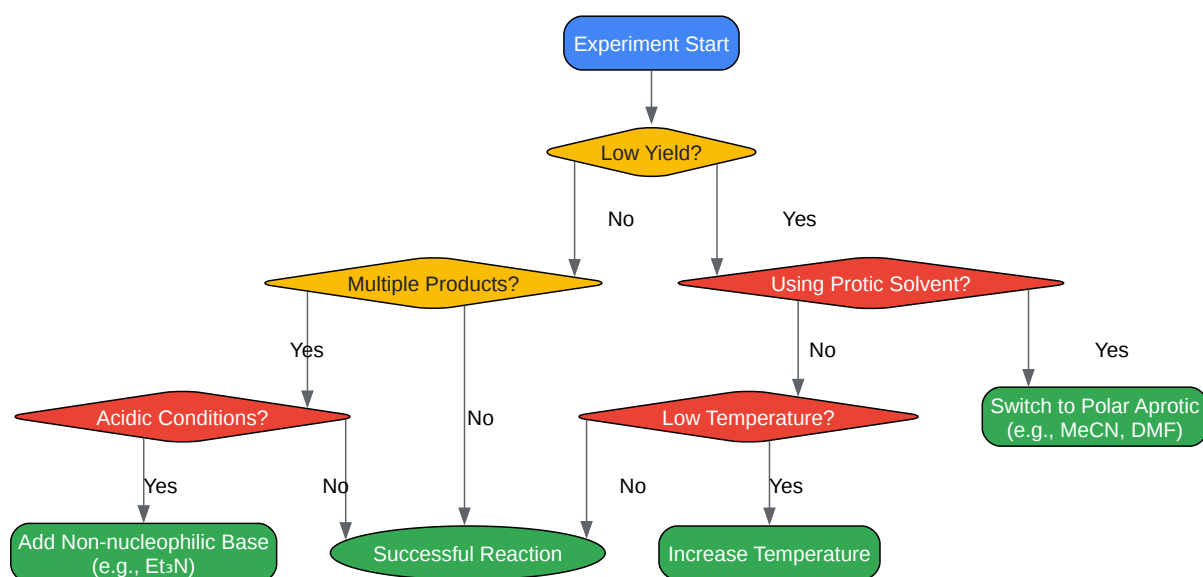 Experiment Start
Low Yield?
No
Yes
Multiple Products?
Using Protic Solvent?
Yes
No
Yes
Acidic Conditions?
No
Low Temperature?
Switch to Polar Aprotic
(e.g., MeCN, DMF)
Yes
No
No
Yes
Add Non-nucleophilic Base
(e.g., Et₃N)
Successful Reaction
Increase Temperature